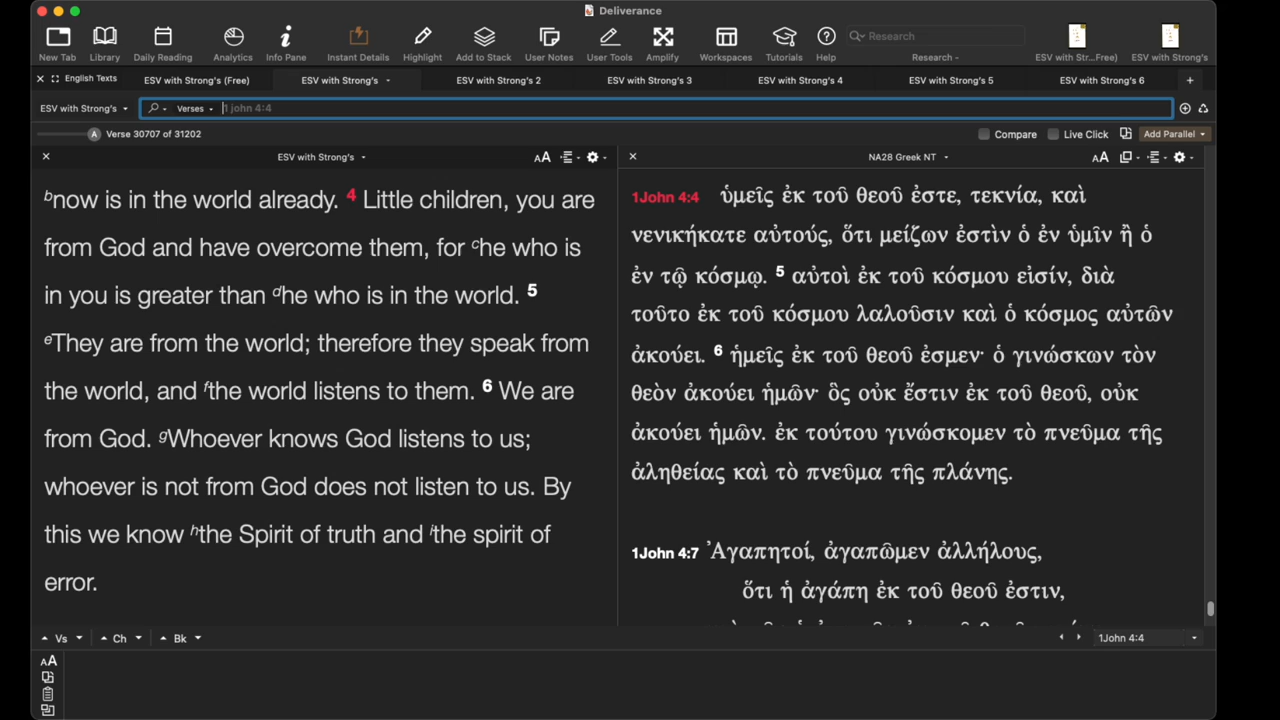 Deliverance
New Tab Library Daily Reading Analytics Info Pane Instant Details Highlight Add to Stack User Notes User Tools Amplify Workspaces Tutorials Help Research Research ESV with Str...Free) ESV with Strong's
English Texts ESV with Strong's (Free) ESV with Strong's ESV with Strong's 2 ESV with Strong's 3 ESV with Strong's 4 ESV with Strong's 5 ESV with Strong's 6
ESV with Strong's Verses 1 john 4:4
A Verse 30707 of 31202 Compare Live Click Add Parallel
ESV with Strong's AA
b now is in the world already. 4 Little children, you are
from God and have overcome them, for c he who is
in you is greater than d he who is in the world. 5
e They are from the world; therefore they speak from
the world, and f the world listens to them. 6 We are
from God. g Whoever knows God listens to us;
whoever is not from God does not listen to us. By
this we know h the Spirit of truth and i the spirit of
error.
NA28 Greek NT AA
1John 4:4 ὑμεῖς ἐκ τοῦ θεοῦ ἐστε, τεκνία, καὶ
νενικήκατε αὐτούς, ὅτι μείζων ἐστὶν ὁ ἐν ὑμῖν ἢ ὁ
ἐν τῷ κόσμῳ. 5 αὐτοὶ ἐκ τοῦ κόσμου εἰσίν, διὰ
τοῦτο ἐκ τοῦ κόσμου λαλοῦσιν καὶ ὁ κόσμος αὐτῶν
ἀκούει. 6 ἡμεῖς ἐκ τοῦ θεοῦ ἐσμεν· ὁ γινώσκων τὸν
θεὸν ἀκούει ἡμῶν· ὃς οὐκ ἔστιν ἐκ τοῦ θεοῦ, οὐκ
ἀκούει ἡμῶν. ἐκ τούτου γινώσκομεν τὸ πνεῦμα τῆς
ἀληθείας καὶ τὸ πνεῦμα τῆς πλάνης.
1John 4:7 Ἀγαπητοί, ἀγαπῶμεν ἀλλήλους,
ὅτι ἡ ἀγάπη ἐκ τοῦ θεοῦ ἐστιν,
Vs Ch Bk 1John 4:4
AA